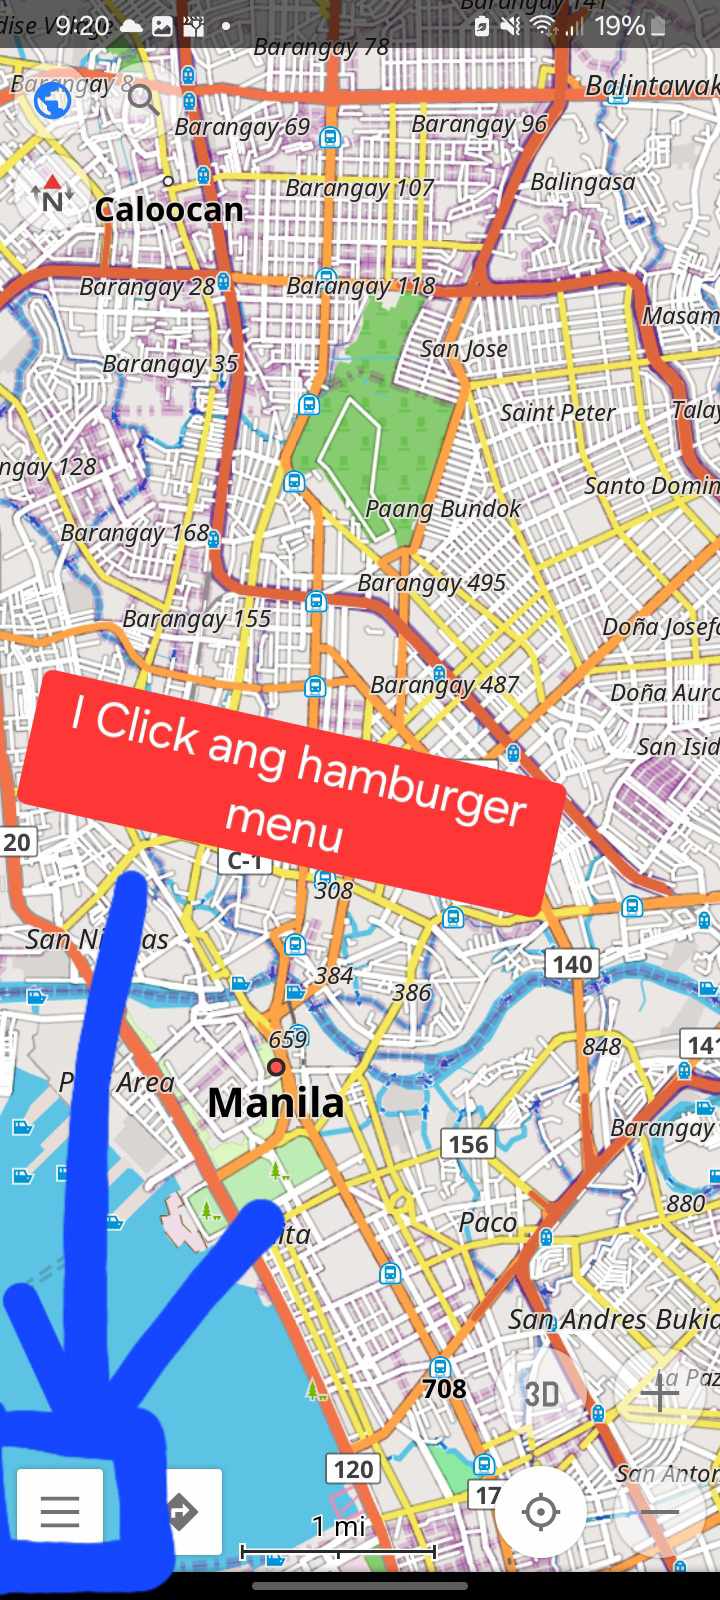 9:20
19%
Barangay 141
Barangay 78
Barangay 8
Balintawak
Barangay 69
Barangay 96
Balingasa
Barangay 107
N
Caloocan
Barangay 28
Barangay 118
Masam
San Jose
Barangay 35
Saint Peter
Talay
ngay 128
Santo Domin
Paang Bundok
Barangay 168
Barangay 495
Barangay 155
Doña Josefa
Barangay 487
Doña Auro
San Isid
I Click ang hamburger
menu
20
C-1
308
San Ni
as
140
384
386
659
848
141
Area
Manila
Barangay
156
880
Paco
ita
San Andres Bukid
3D
a Paz
708
120
San Anton
17
1 mi